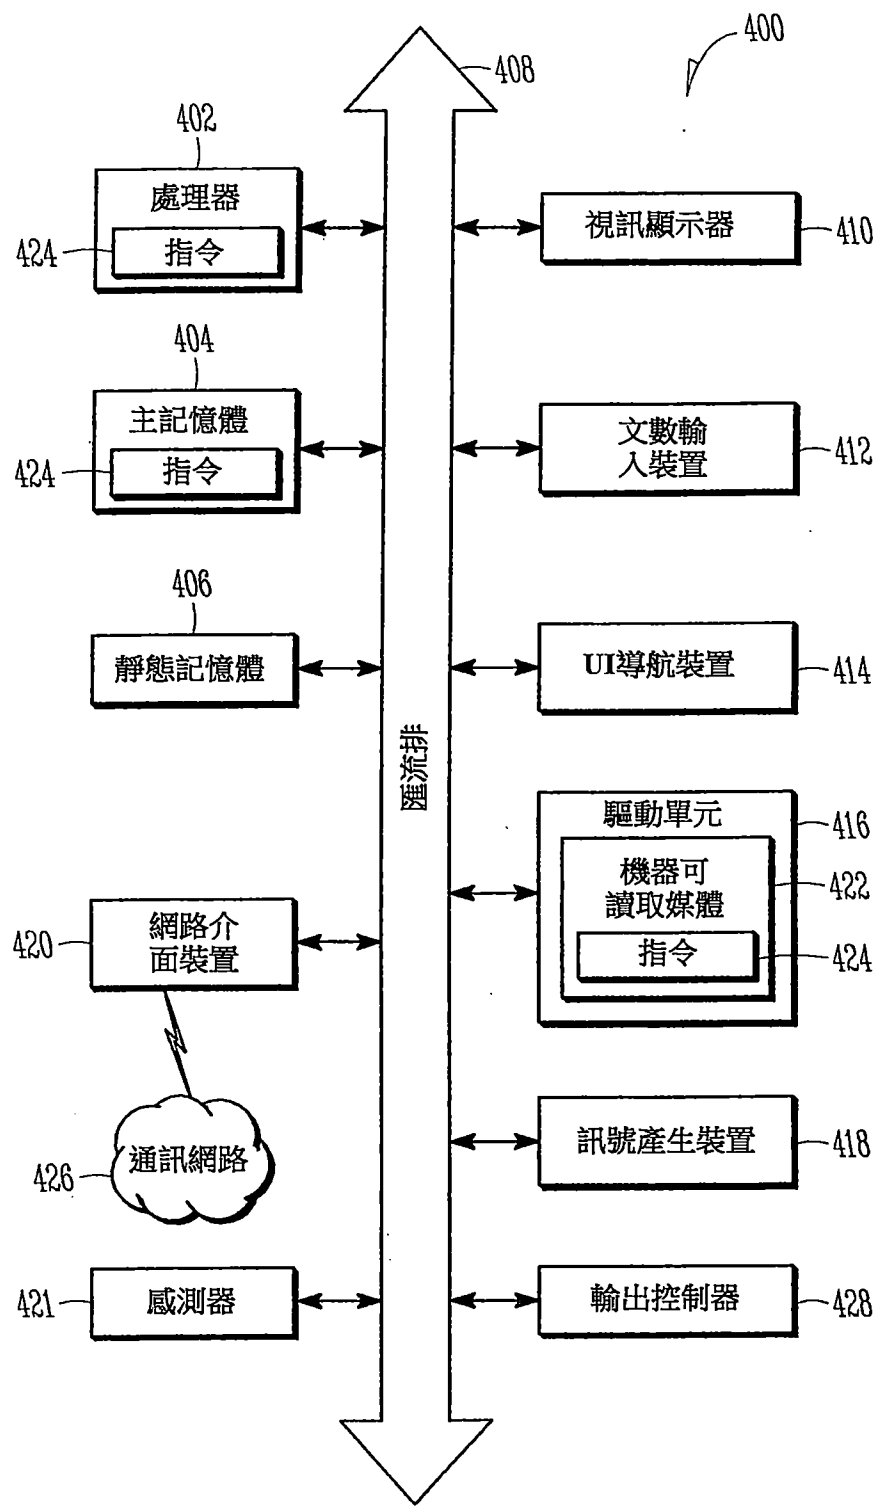 400
408
402
處理器
424
指令
視訊顯示器
410
404
主記憶體
424
指令
文數輸
入裝置
412
406
靜態記憶體
UI導航裝置
414
匯流排
驅動單元
416
機器可
讀取媒體
422
指令
424
420
網路介
面裝置
通訊網路
426
訊號產生裝置
418
421
感測器
輸出控制器
428